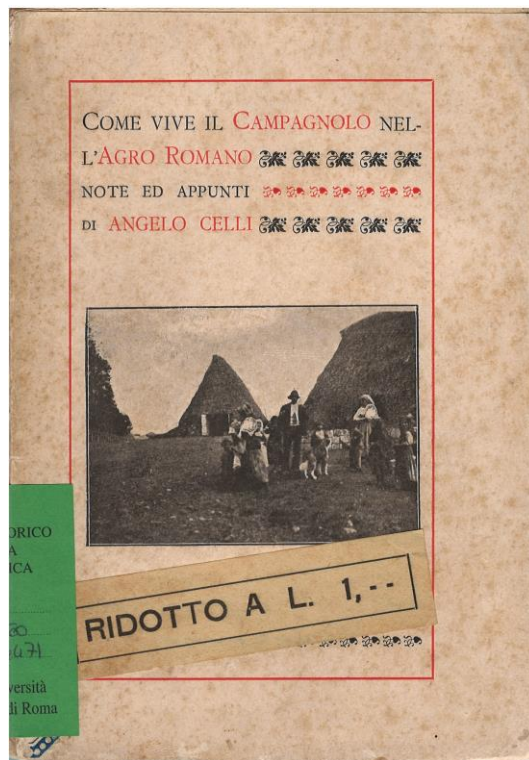 COME VIVE IL CAMPAGNOLO NEL-
L'AGRO ROMANO
NOTE ED APPUNTI
DI ANGELO CELLI
RIDOTTO A L. 1,--
ORICO
A
ICA
versità
di Roma